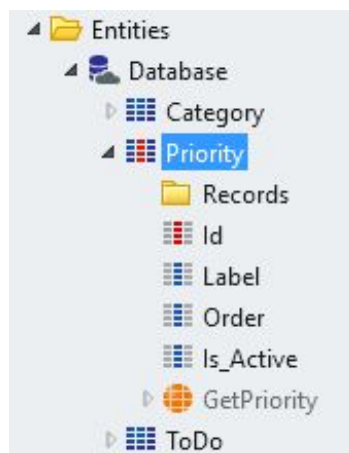 Entities
Database
Category
Priority
Records
Id
Label
Order
Is_Active
GetPriority
ToDo